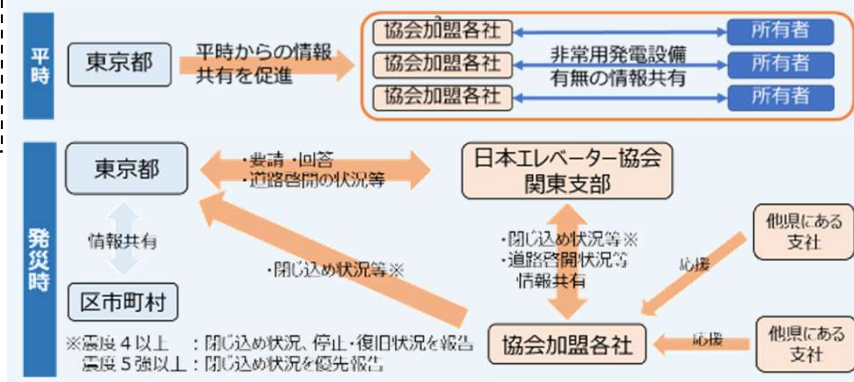 平時
東京都
平時からの情報
共有を促進
協会加盟各社
協会加盟各社
協会加盟各社
非常用発電設備
有無の情報共有
所有者
所有者
所有者
発災時
東京都
・要請・回答
・道路啓開の状況等
日本エレベーター協会
関東支部
情報共有
・閉じ込め状況等※
・閉じ込め状況等※
・道路啓開状況等
情報共有
応援
他県にある
支社
区市町村
協会加盟各社
応援
他県にある
支社
※震度4以上 :閉じ込め状況、停止・復旧状況を報告
震度5強以上:閉じ込め状況を優先報告